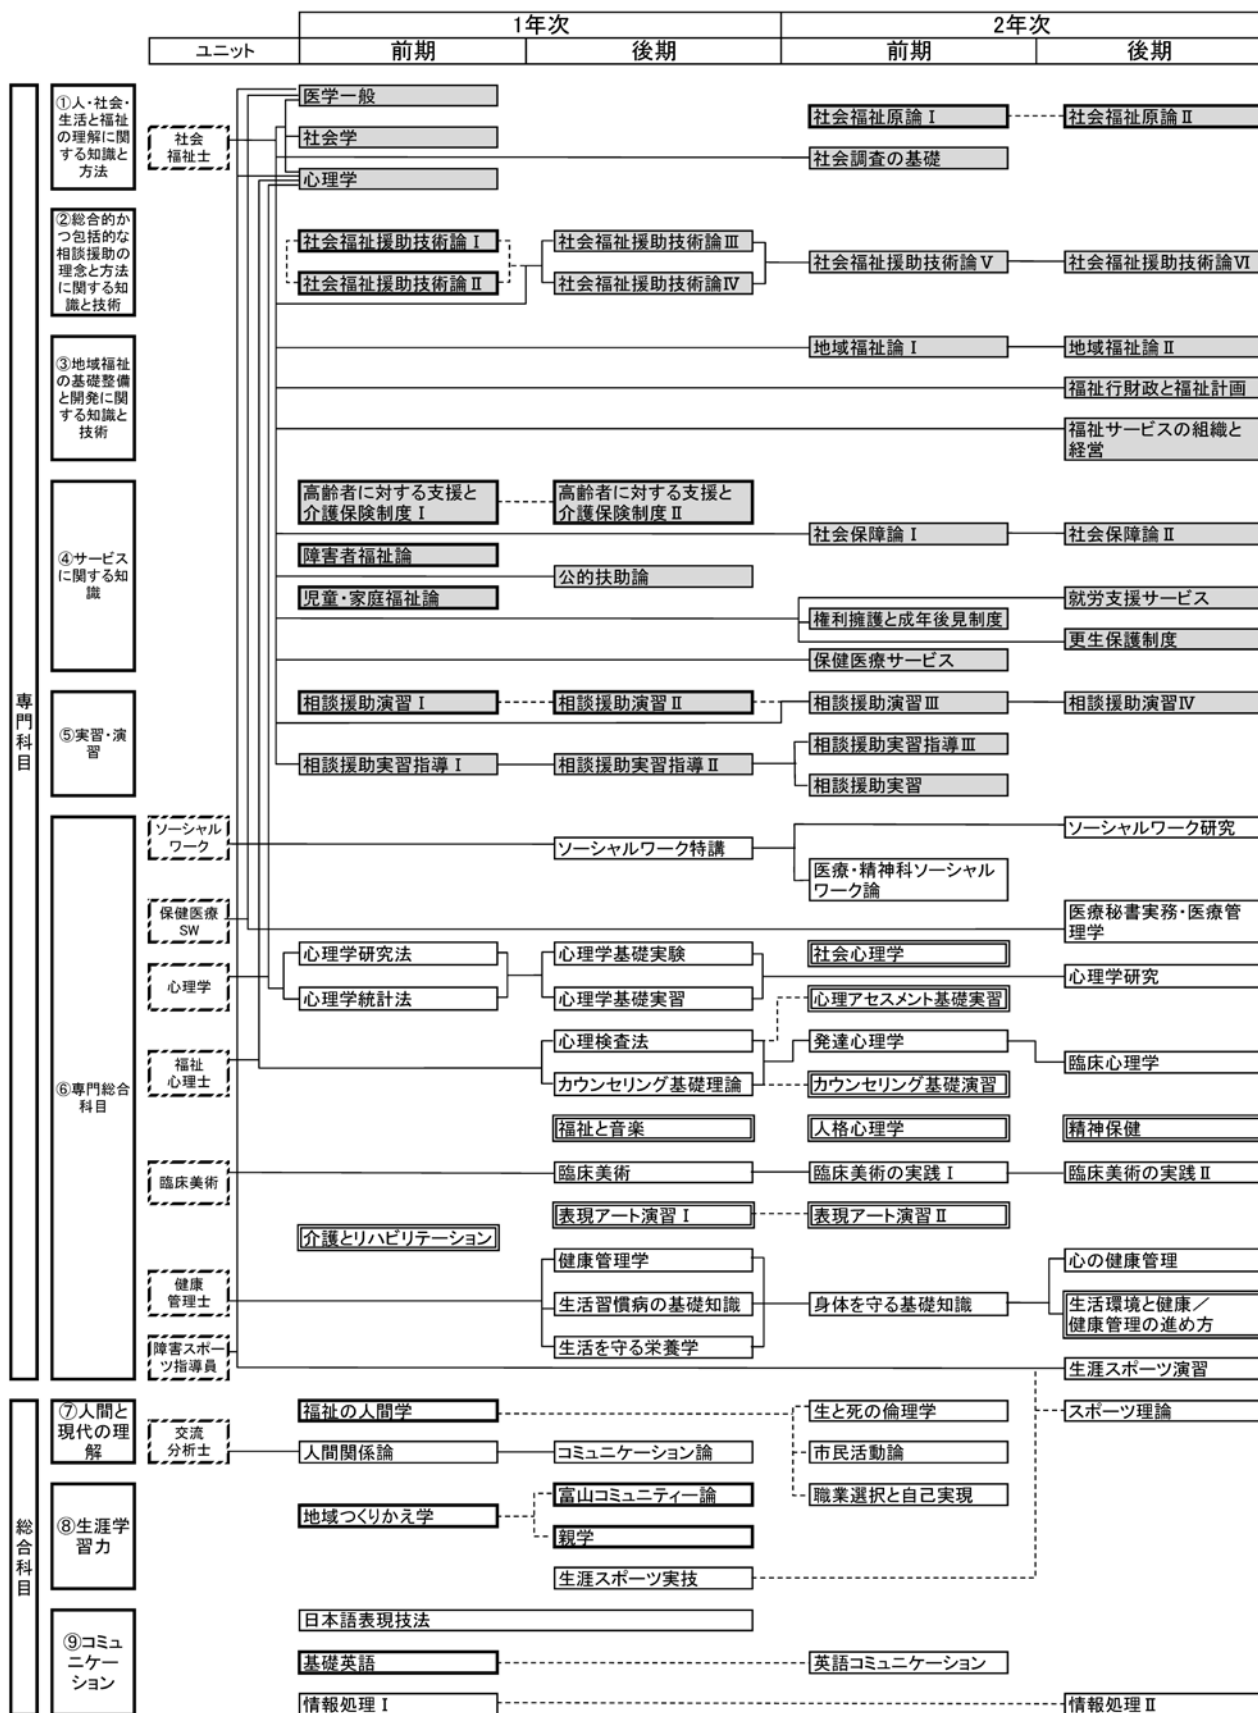 1年次
2年次
ユニット
前期
後期
前期
後期
専門科目
①人・社会・
生活と福祉
の理解に関
する知識と
方法
社会
福祉士
医学一般
社会学
心理学
社会福祉原論Ⅰ
社会福祉原論Ⅱ
社会調査の基礎
②総合的か
つ包括的な
相談援助の
理念と方法
に関する知
識と技術
社会福祉援助技術論Ⅰ
社会福祉援助技術論Ⅱ
社会福祉援助技術論Ⅲ
社会福祉援助技術論Ⅳ
社会福祉援助技術論Ⅴ
社会福祉援助技術論Ⅵ
③地域福祉
の基礎整備
と開発に関
する知識と
技術
地域福祉論Ⅰ
地域福祉論Ⅱ
福祉行財政と福祉計画
福祉サービスの組織と
経営
④サービス
に関する知
識
高齢者に対する支援と
介護保険制度Ⅰ
高齢者に対する支援と
介護保険制度Ⅱ
社会保障論Ⅰ
社会保障論Ⅱ
障害者福祉論
公的扶助論
児童・家庭福祉論
就労支援サービス
権利擁護と成年後見制度
更生保護制度
保健医療サービス
⑤実習・演
習
相談援助演習Ⅰ
相談援助演習Ⅱ
相談援助演習Ⅲ
相談援助演習Ⅳ
相談援助実習指導Ⅰ
相談援助実習指導Ⅱ
相談援助実習指導Ⅲ
相談援助実習
⑥専門総合
科目
ソーシャル
ワーク
ソーシャルワーク特講
ソーシャルワーク研究
医療・精神科ソーシャル
ワーク論
保健医療
SW
医療秘書実務・医療管
理学
心理学
心理学研究法
心理学統計法
心理学基礎実験
心理学基礎実習
社会心理学
心理学研究
心理アセスメント基礎実習
福祉
心理士
心理検査法
カウンセリング基礎理論
発達心理学
臨床心理学
カウンセリング基礎演習
福祉と音楽
人格心理学
精神保健
臨床美術
臨床美術
臨床美術の実践Ⅰ
臨床美術の実践Ⅱ
表現アート演習Ⅰ
表現アート演習Ⅱ
介護とリハビリテーション
健康
管理士
健康管理学
生活習慣病の基礎知識
生活を守る栄養学
身体を守る基礎知識
心の健康管理
生活環境と健康／
健康管理の進め方
障害スポー
ツ指導員
生涯スポーツ演習
総合科目
⑦人間と
現代の理
解
交流
分析士
福祉の人間学
生と死の倫理学
スポーツ理論
人間関係論
コミュニケーション論
市民活動論
職業選択と自己実現
⑧生涯学
習力
地域つくりかえ学
富山コミュニティー論
親学
生涯スポーツ実技
⑨コミュ
ニケー
ション
日本語表現技法
基礎英語
英語コミュニケーション
情報処理Ⅰ
情報処理Ⅱ